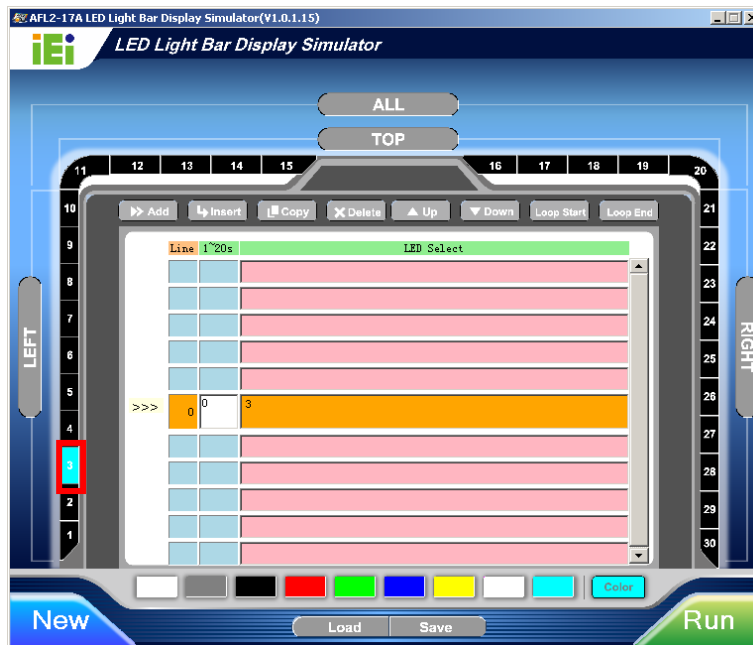 AFL2-17A LED Light Bar Display Simulator(V1.0.1.15)
iEi
LED Light Bar Display Simulator
ALL
TOP
11 12 13 14 15 16 17 18 19 20
10 Add Insert Copy Delete Up Down Loop Start Loop End 21
9 Line 1~20s LED Select 22
8 23
7 24
LEFT RIGHT
6 25
5 26
>>> 0 0 3
4 27
3 28
2 29
1 30
Color
New Load Save Run